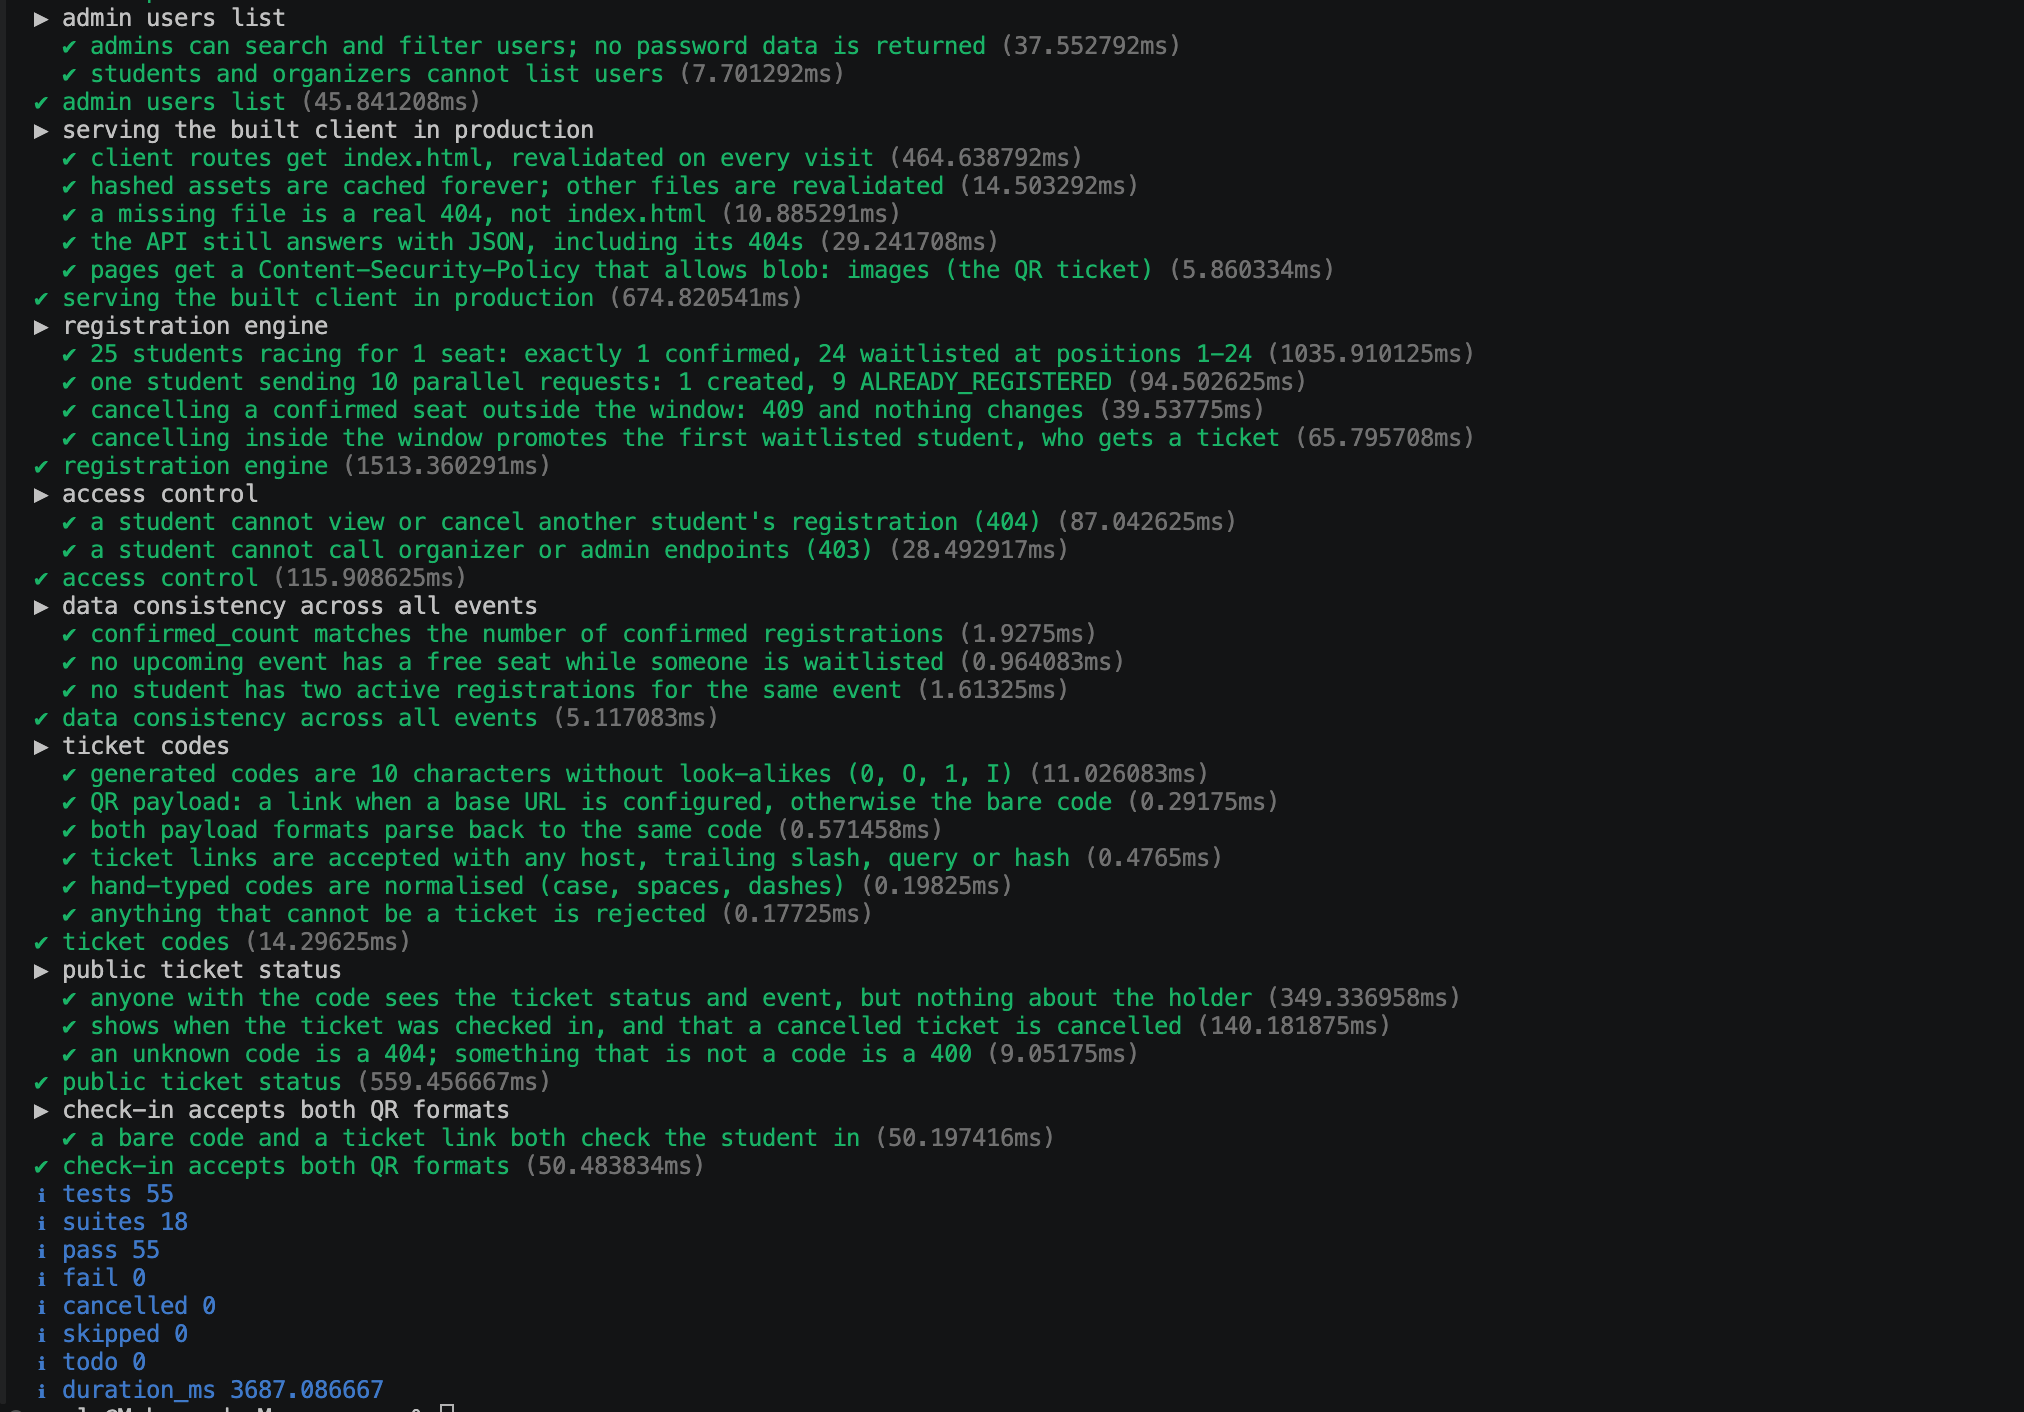 ▶ admin users list
✔ admins can search and filter users; no password data is returned (37.552792ms)
✔ students and organizers cannot list users (7.701292ms)
✔ admin users list (45.841208ms)
▶ serving the built client in production
✔ client routes get index.html, revalidated on every visit (464.638792ms)
✔ hashed assets are cached forever; other files are revalidated (14.503292ms)
✔ a missing file is a real 404, not index.html (10.885291ms)
✔ the API still answers with JSON, including its 404s (29.241708ms)
✔ pages get a Content-Security-Policy that allows blob: images (the QR ticket) (5.860334ms)
✔ serving the built client in production (674.820541ms)
▶ registration engine
✔ 25 students racing for 1 seat: exactly 1 confirmed, 24 waitlisted at positions 1–24 (1035.910125ms)
✔ one student sending 10 parallel requests: 1 created, 9 ALREADY_REGISTERED (94.502625ms)
✔ cancelling a confirmed seat outside the window: 409 and nothing changes (39.53775ms)
✔ cancelling inside the window promotes the first waitlisted student, who gets a ticket (65.795708ms)
✔ registration engine (1513.360291ms)
▶ access control
✔ a student cannot view or cancel another student's registration (404) (87.042625ms)
✔ a student cannot call organizer or admin endpoints (403) (28.492917ms)
✔ access control (115.908625ms)
▶ data consistency across all events
✔ confirmed_count matches the number of confirmed registrations (1.9275ms)
✔ no upcoming event has a free seat while someone is waitlisted (0.964083ms)
✔ no student has two active registrations for the same event (1.61325ms)
✔ data consistency across all events (5.117083ms)
▶ ticket codes
✔ generated codes are 10 characters without look-alikes (0, O, 1, I) (11.026083ms)
✔ QR payload: a link when a base URL is configured, otherwise the bare code (0.29175ms)
✔ both payload formats parse back to the same code (0.571458ms)
✔ ticket links are accepted with any host, trailing slash, query or hash (0.4765ms)
✔ hand-typed codes are normalised (case, spaces, dashes) (0.19825ms)
✔ anything that cannot be a ticket is rejected (0.17725ms)
✔ ticket codes (14.29625ms)
▶ public ticket status
✔ anyone with the code sees the ticket status and event, but nothing about the holder (349.336958ms)
✔ shows when the ticket was checked in, and that a cancelled ticket is cancelled (140.181875ms)
✔ an unknown code is a 404; something that is not a code is a 400 (9.05175ms)
✔ public ticket status (559.456667ms)
▶ check-in accepts both QR formats
✔ a bare code and a ticket link both check the student in (50.197416ms)
✔ check-in accepts both QR formats (50.483834ms)
ℹ tests 55
ℹ suites 18
ℹ pass 55
ℹ fail 0
ℹ cancelled 0
ℹ skipped 0
ℹ todo 0
ℹ duration_ms 3687.086667